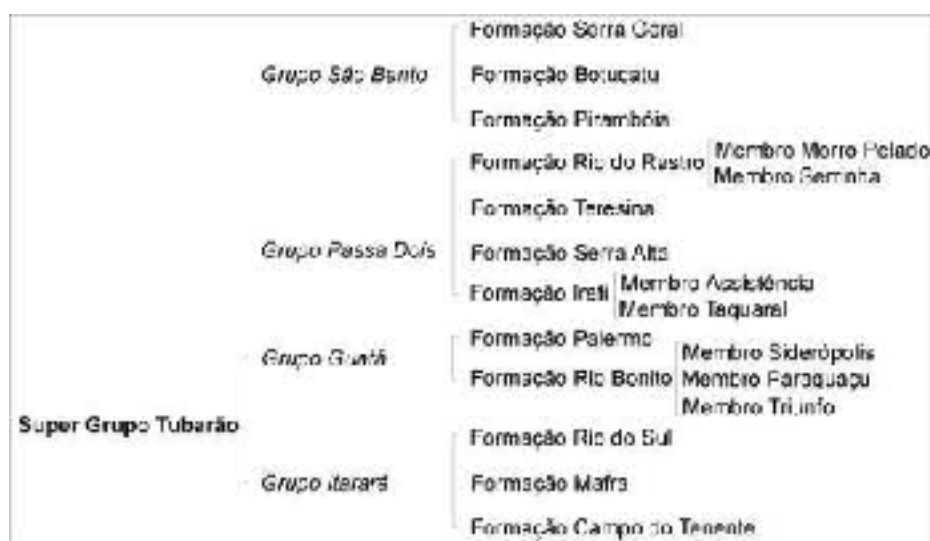 Formação Serra Geral
Grupo São Bento
Formação Botucatu
Formação Pirambóia
Formação Rio do Rastro
Membro Morro Pelado
Membro Serrinha
Formação Teresina
Grupo Passa Dois
Formação Serra Alta
Formação Irati
Membro Assistência
Membro Taquaral
Formação Palermo
Grupo Guatá
Formação Rio Bonito
Membro Siderópolis
Membro Paraguaçu
Membro Triunfo
Super Grupo Tubarão
Formação Rio do Sul
Grupo Itararé
Formação Mafra
Formação Campo do Tenente